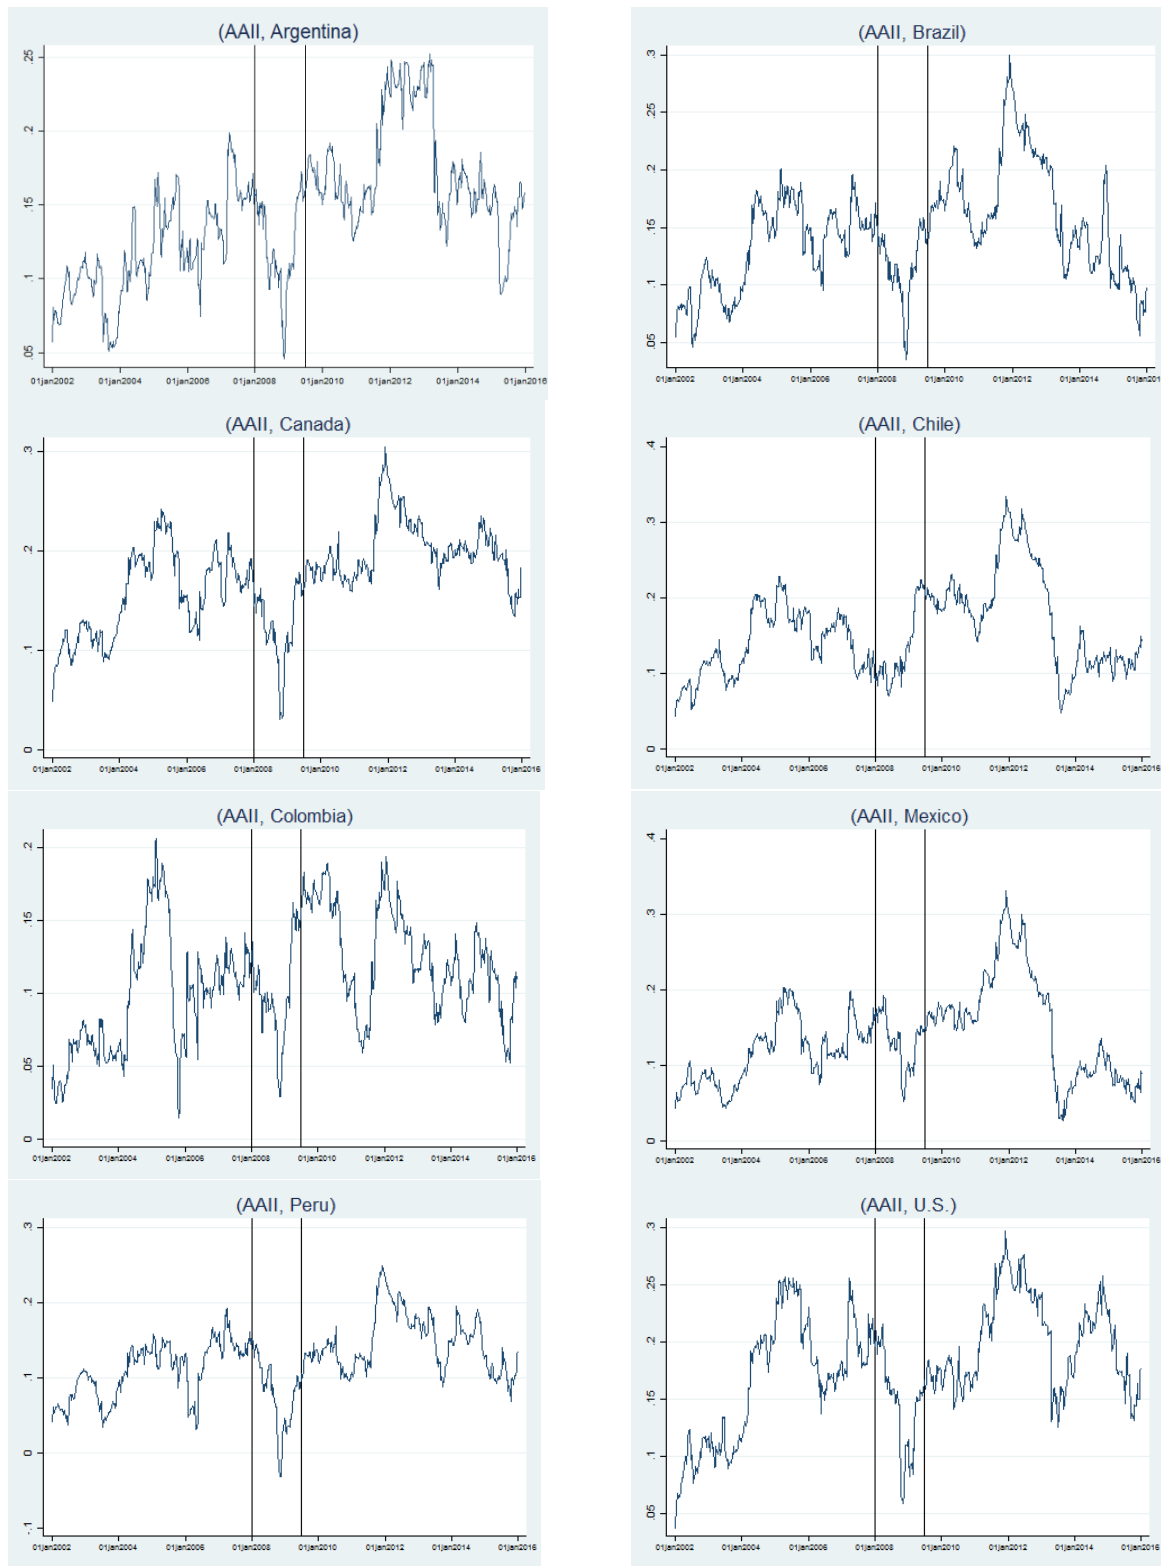 (AAII, Argentina)
.25
.2
.15
.1
.05
01jan2002 01jan2004 01jan2006 01jan2008 01jan2010 01jan2012 01jan2014 01jan2016
(AAII, Brazil)
.3
.25
.2
.15
.1
.05
01jan2002 01jan2004 01jan2006 01jan2008 01jan2010 01jan2012 01jan2014 01jan201
(AAII, Canada)
.3
.2
.1
0
01jan2002 01jan2004 01jan2006 01jan2008 01jan2010 01jan2012 01jan2014 01jan2016
(AAII, Chile)
.4
.3
.2
.1
0
01jan2002 01jan2004 01jan2006 01jan2008 01jan2010 01jan2012 01jan2014 01jan2016
(AAII, Colombia)
.2
.15
.1
.05
0
01jan2002 01jan2004 01jan2006 01jan2008 01jan2010 01jan2012 01jan2014 01jan2016
(AAII, Mexico)
.4
.3
.2
.1
0
01jan2002 01jan2004 01jan2006 01jan2008 01jan2010 01jan2012 01jan2014 01jan2016
(AAII, Peru)
.3
.2
.1
0
-.1
01jan2002 01jan2004 01jan2006 01jan2008 01jan2010 01jan2012 01jan2014 01jan2016
(AAII, U.S.)
.3
.25
.2
.15
.1
.05
01jan2002 01jan2004 01jan2006 01jan2008 01jan2010 01jan2012 01jan2014 01jan2016